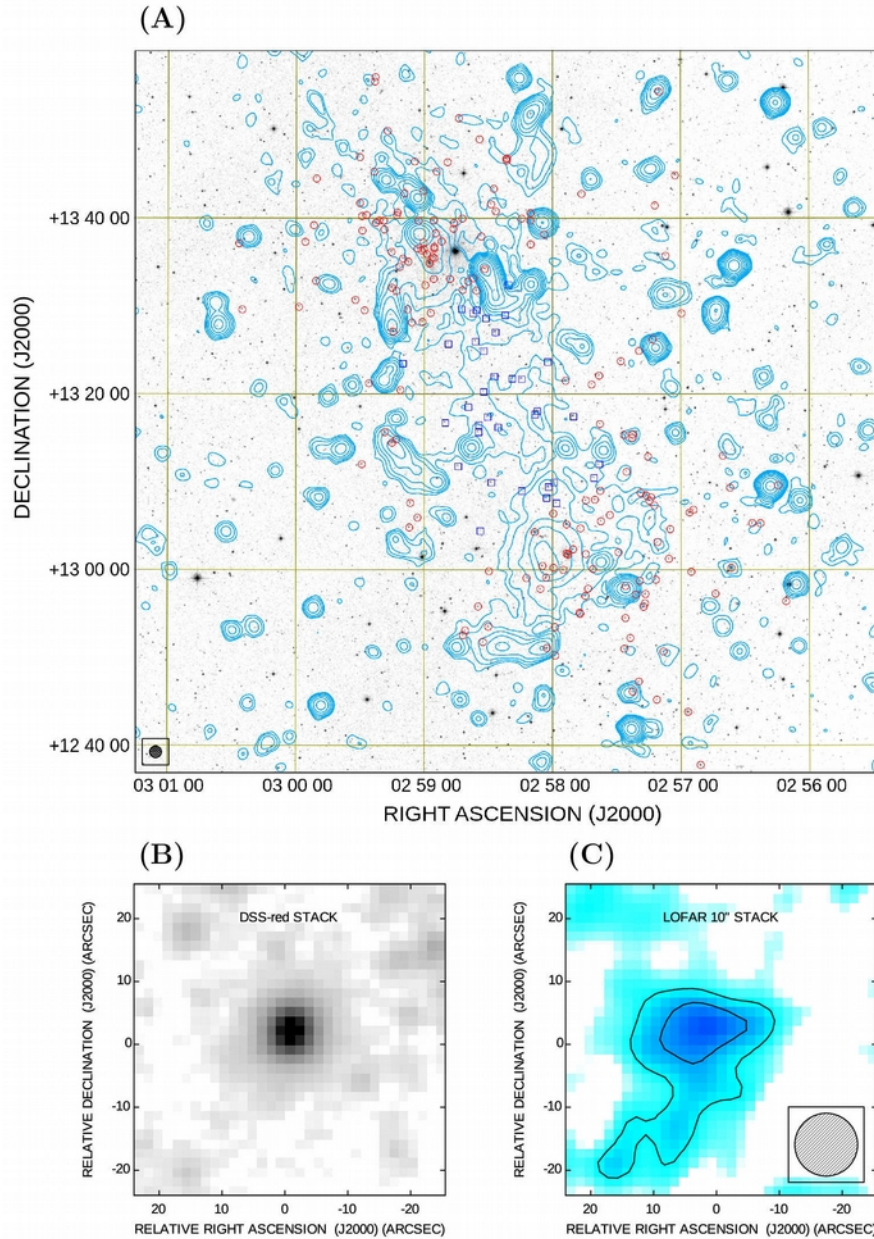 (A)
+13 40 00
+13 20 00
+13 00 00
+12 40 00
DECLINATION (J2000)
03 01 00 03 00 00 02 59 00 02 58 00 02 57 00 02 56 00
RIGHT ASCENSION (J2000)
(B)
DSS-red STACK
20
10
0
-10
-20
RELATIVE DECLINATION (J2000) (ARCSEC)
20 10 0 -10 -20
RELATIVE RIGHT ASCENSION (J2000) (ARCSEC)
(C)
LOFAR 10" STACK
20
10
0
-10
-20
RELATIVE DECLINATION (J2000) (ARCSEC)
20 10 0 -10 -20
RELATIVE RIGHT ASCENSION (J2000) (ARCSEC)